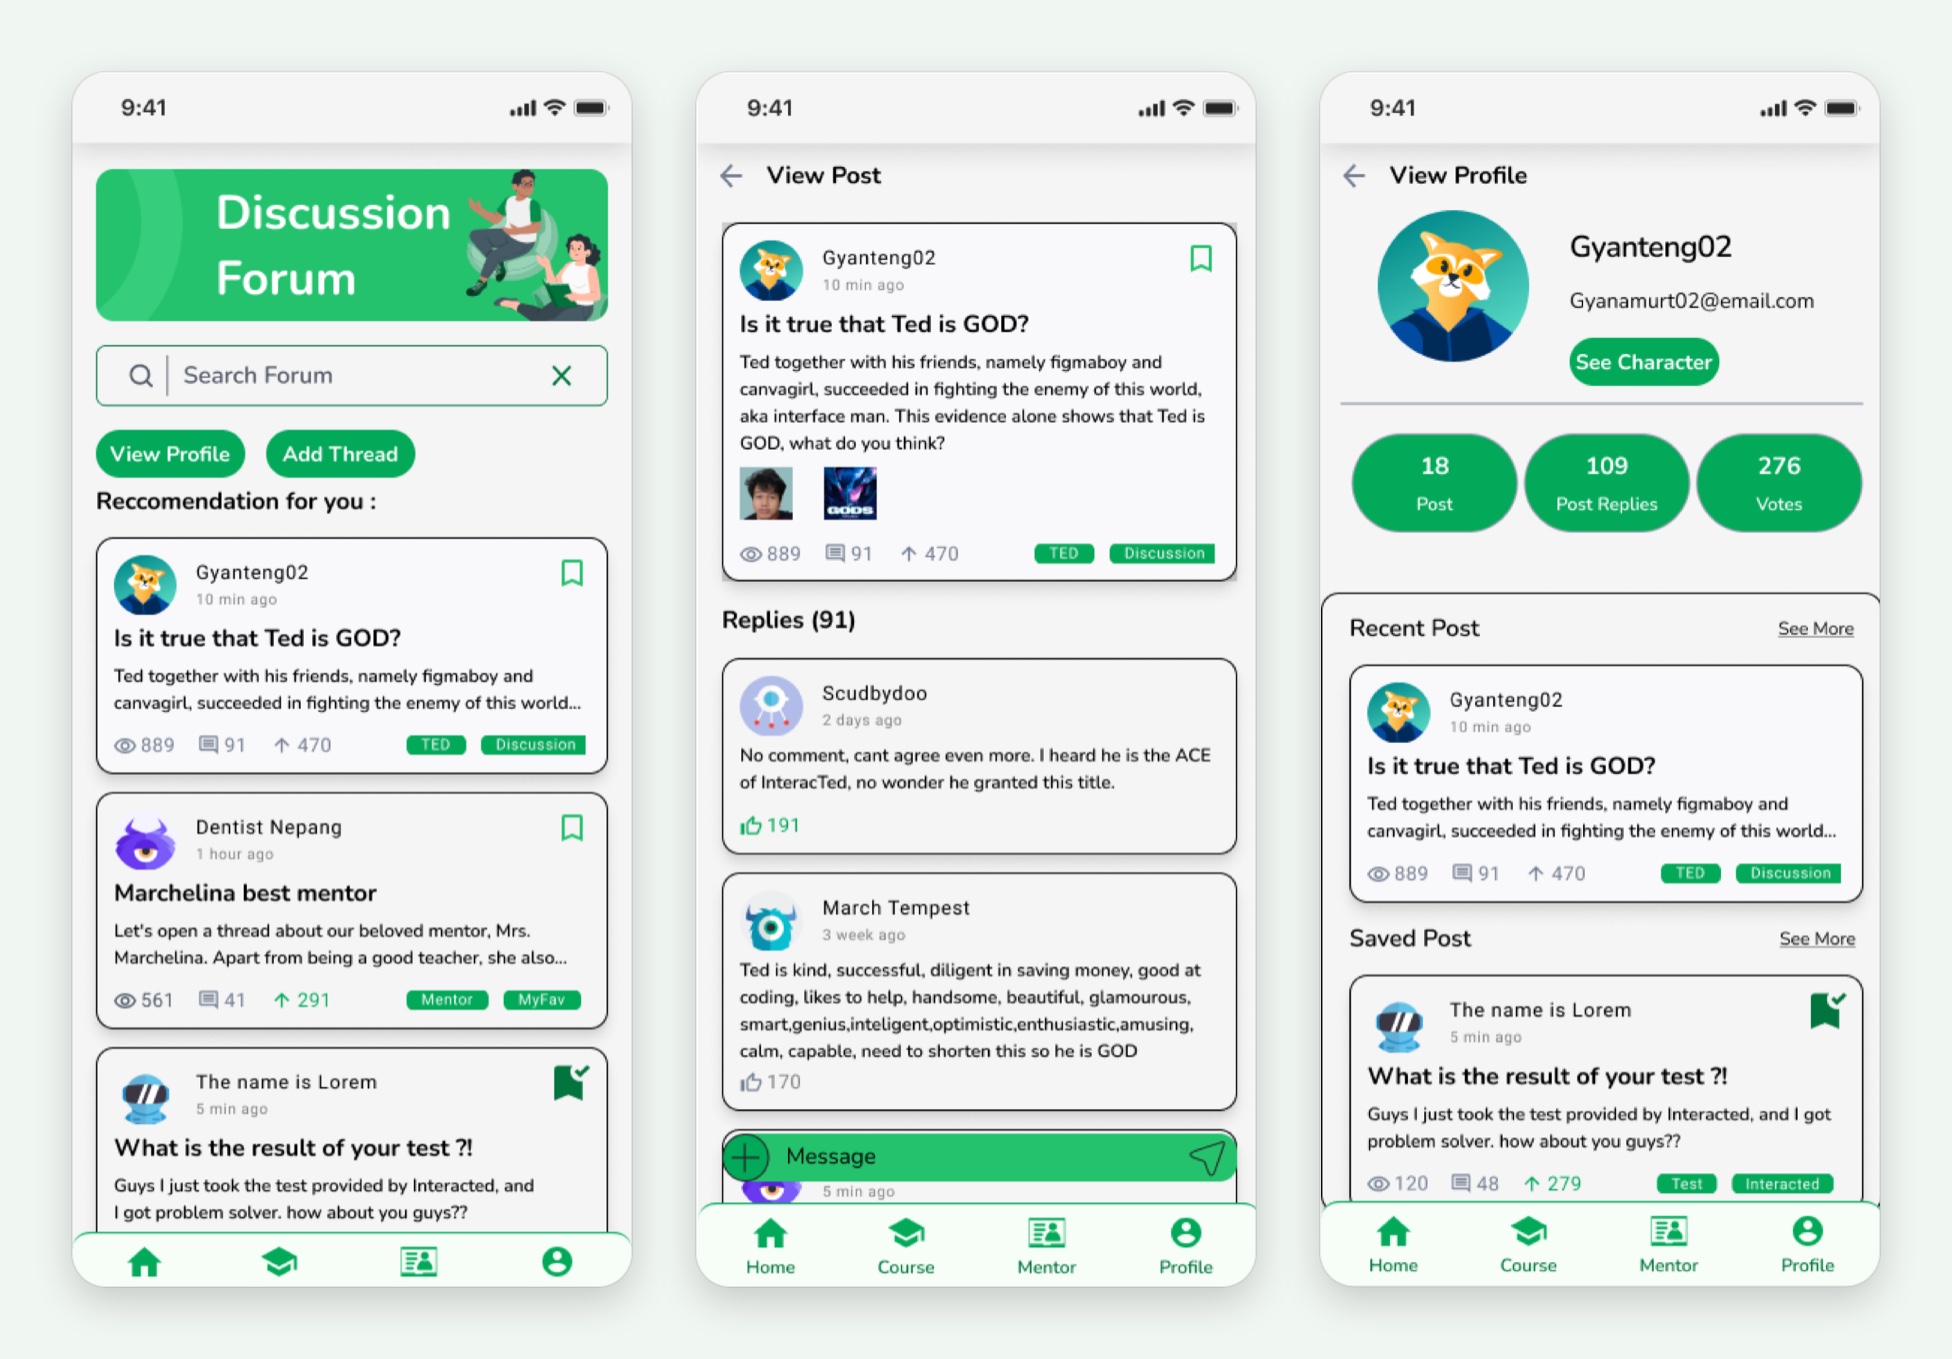 9:41
Discussion
Forum
Search Forum
View Profile
Add Thread
Reccomendation for you :
Gyanteng02
10 min ago
Is it true that Ted is GOD?
Ted together with his friends, namely figmaboy and
canvagirl, succeeded in fighting the enemy of this world...
889 91 470 TED Discussion
Dentist Nepang
1 hour ago
Marchelina best mentor
Let's open a thread about our beloved mentor, Mrs.
Marchelina. Apart from being a good teacher, she also...
561 41 291 Mentor MyFav
The name is Lorem
5 min ago
What is the result of your test ?!
Guys I just took the test provided by Interacted, and
I got problem solver. how about you guys??
9:41
View Post
Gyanteng02
10 min ago
Is it true that Ted is GOD?
Ted together with his friends, namely figmaboy and
canvagirl, succeeded in fighting the enemy of this world,
aka interface man. This evidence alone shows that Ted is
GOD, what do you think?
GODS
889 91 470 TED Discussion
Replies (91)
Scudbydoo
2 days ago
No comment, cant agree even more. I heard he is the ACE
of InteracTed, no wonder he granted this title.
191
March Tempest
3 week ago
Ted is kind, successful, diligent in saving money, good at
coding, likes to help, handsome, beautiful, glamourous,
smart,genius,inteligent,optimistic,enthusiastic,amusing,
calm, capable, need to shorten this so he is GOD
170
Message
5 min ago
Home Course Mentor Profile
9:41
View Profile
Gyanteng02
Gyanamurt02@email.com
See Character
18 109 276
Post Post Replies Votes
Recent Post See More
Gyanteng02
10 min ago
Is it true that Ted is GOD?
Ted together with his friends, namely figmaboy and
canvagirl, succeeded in fighting the enemy of this world...
889 91 470 TED Discussion
Saved Post See More
The name is Lorem
5 min ago
What is the result of your test ?!
Guys I just took the test provided by Interacted, and I got
problem solver. how about you guys??
120 48 279 Test Interacted
Home Course Mentor Profile